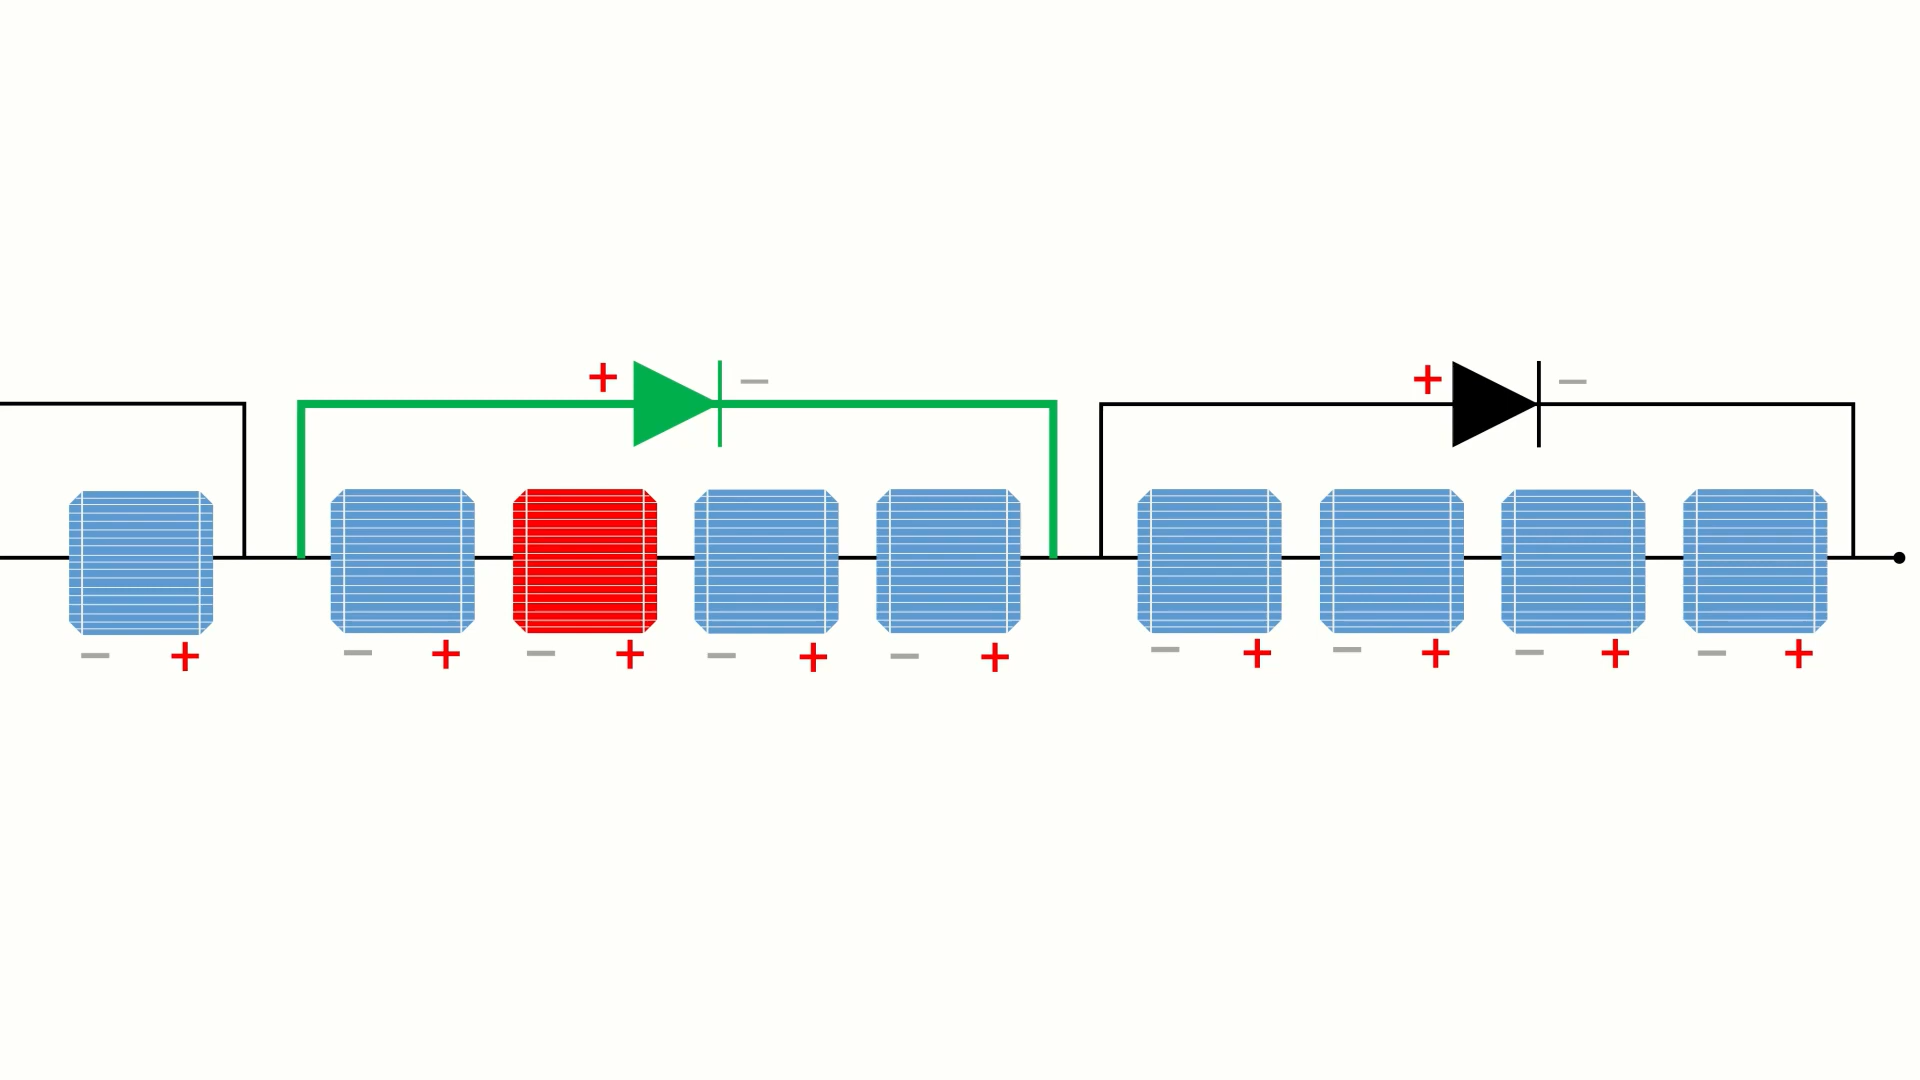 + − + −
− + − + − + − + − + − + − + − + − +